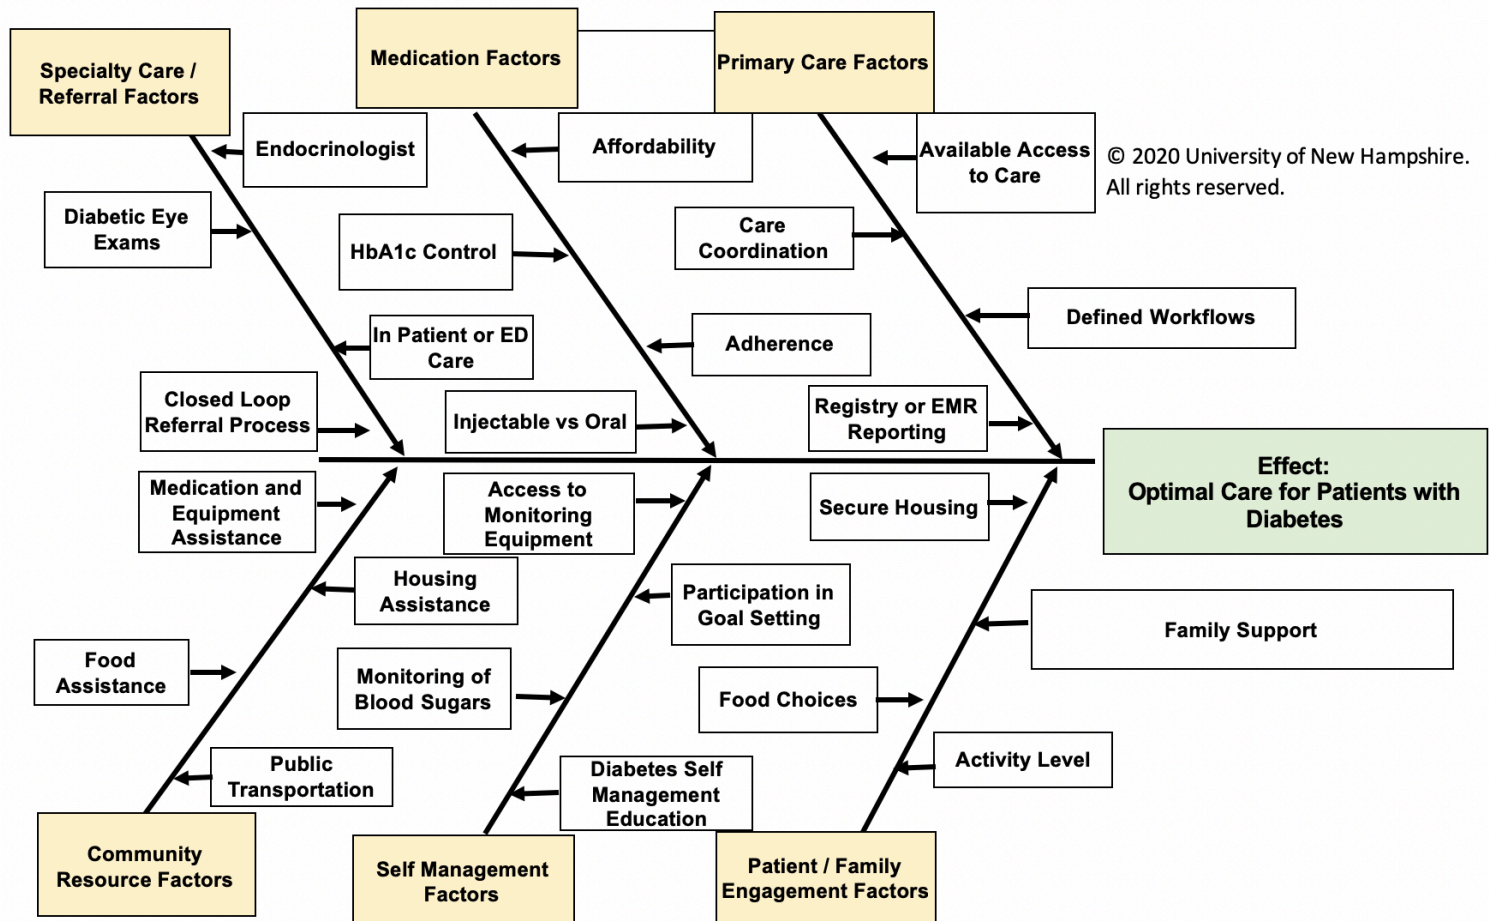 Specialty Care /
Referral Factors
Medication Factors
Primary Care Factors
Endocrinologist
Affordability
Available Access
to Care
© 2020 University of New Hampshire.
All rights reserved.
Diabetic Eye
Exams
HbA1c Control
Care
Coordination
In Patient or ED
Care
Adherence
Defined Workflows
Closed Loop
Referral Process
Injectable vs Oral
Registry or EMR
Reporting
Effect:
Optimal Care for Patients with
Diabetes
Medication and
Equipment
Assistance
Access to
Monitoring
Equipment
Secure Housing
Housing
Assistance
Participation in
Goal Setting
Family Support
Food
Assistance
Monitoring of
Blood Sugars
Food Choices
Public
Transportation
Diabetes Self
Management
Education
Activity Level
Community
Resource Factors
Self Management
Factors
Patient / Family
Engagement Factors